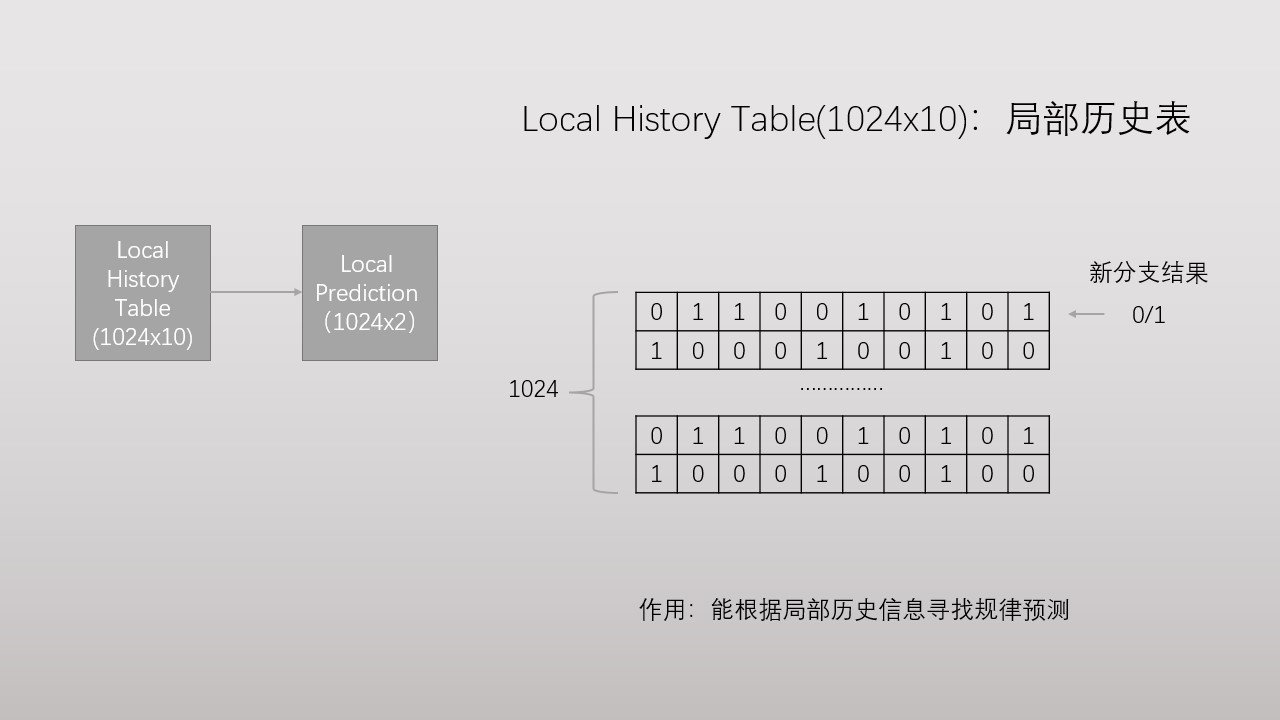 Local History Table(1024x10)：局部历史表
Local
History
Table
(1024x10)
Local
Prediction
（1024x2）
新分支结果
0 1 1 0 0 1 0 1 0 1
0/1
1 0 0 0 1 0 0 1 0 0
1024
……………
0 1 1 0 0 1 0 1 0 1
1 0 0 0 1 0 0 1 0 0
作用：能根据局部历史信息寻找规律预测